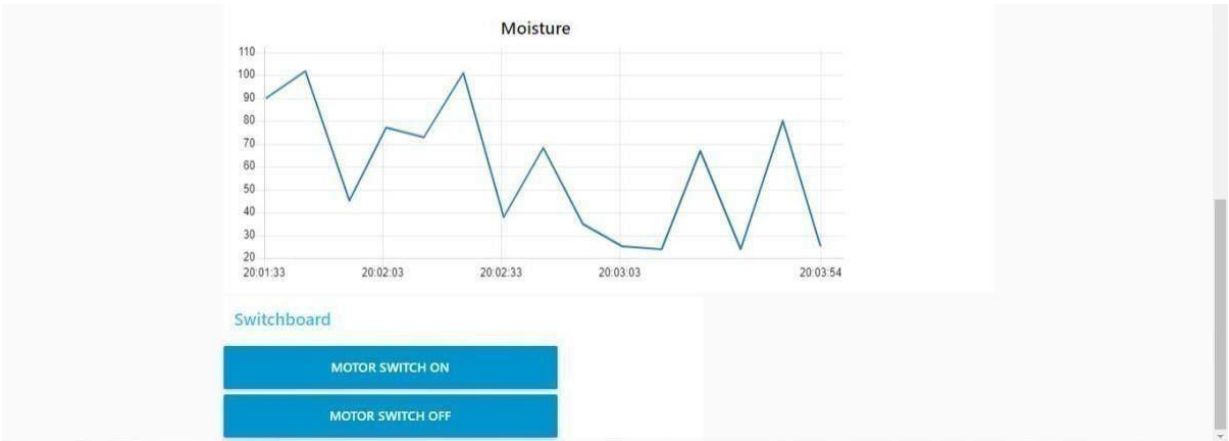 Moisture
110
100
90
80
70
60
50
40
30
20
20:01:33 20:02:03 20:02:33 20:03:03 20:03:54
Switchboard
MOTOR SWITCH ON
MOTOR SWITCH OFF